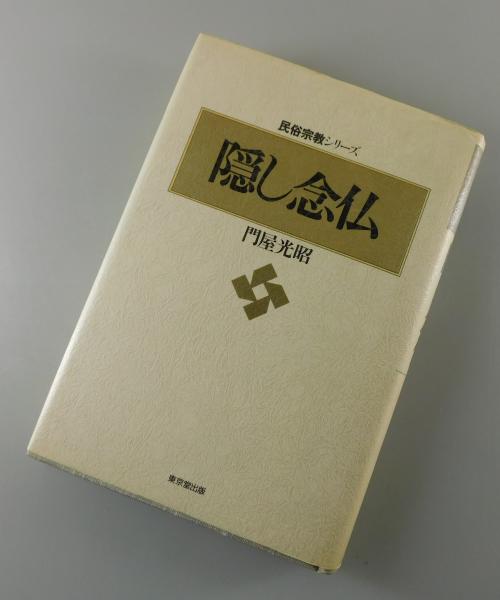 民俗宗教シリーズ
隠し念仏
門屋光昭
東京堂出版